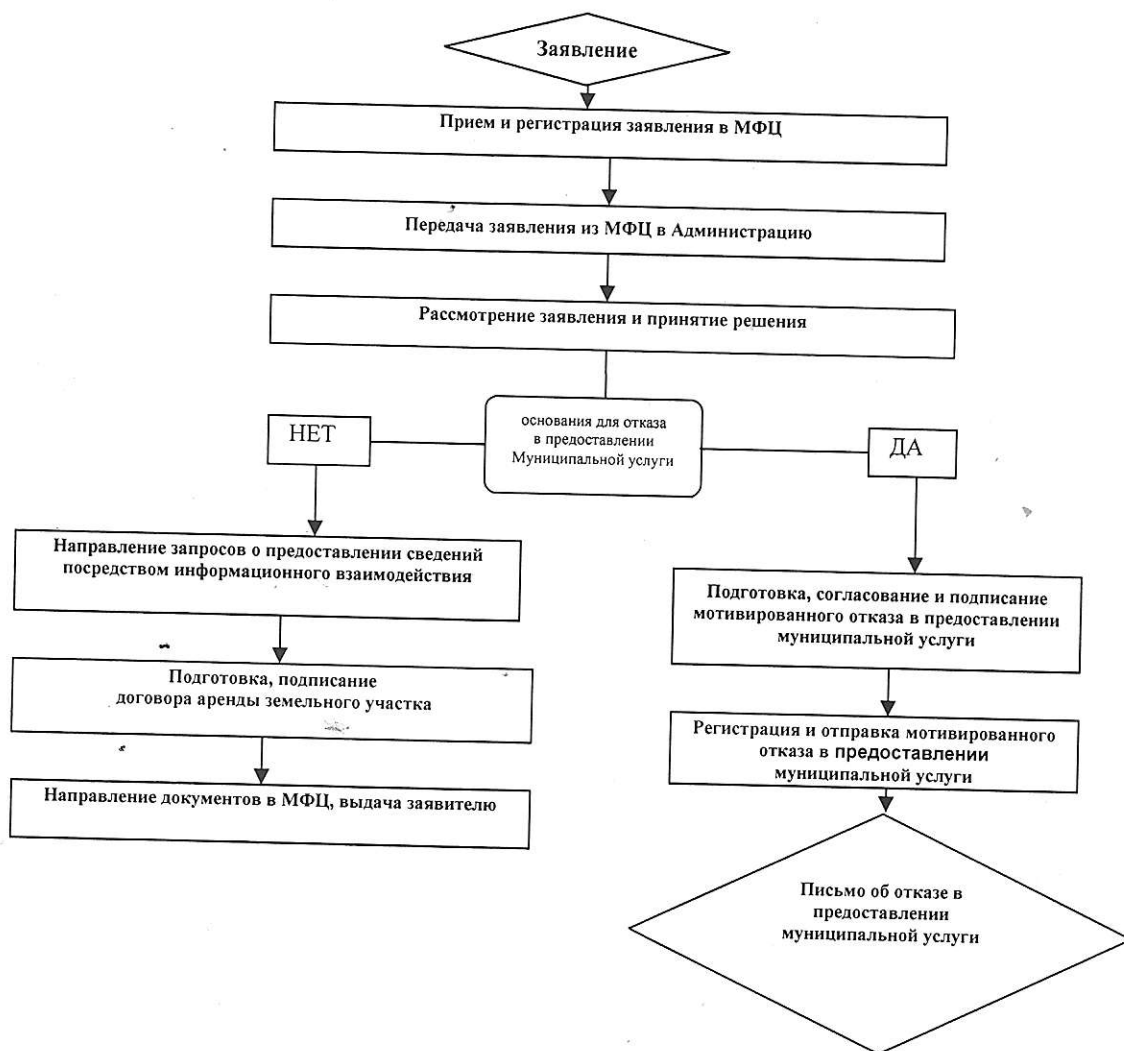 Заявление
Прием и регистрация заявления в МФЦ
Передача заявления из МФЦ в Администрацию
Рассмотрение заявления и принятие решения
основания для отказа
в предоставлении
Муниципальной услуги
НЕТ
ДА
Направление запросов о предоставлении сведений
посредством информационного взаимодействия
Подготовка, подписание
договора аренды земельного участка
Направление документов в МФЦ, выдача заявителю
Подготовка, согласование и подписание
мотивированного отказа в предоставлении
муниципальной услуги
Регистрация и отправка мотивированного
отказа в предоставлении
муниципальной услуги
Письмо об отказе в
предоставлении
муниципальной услуги